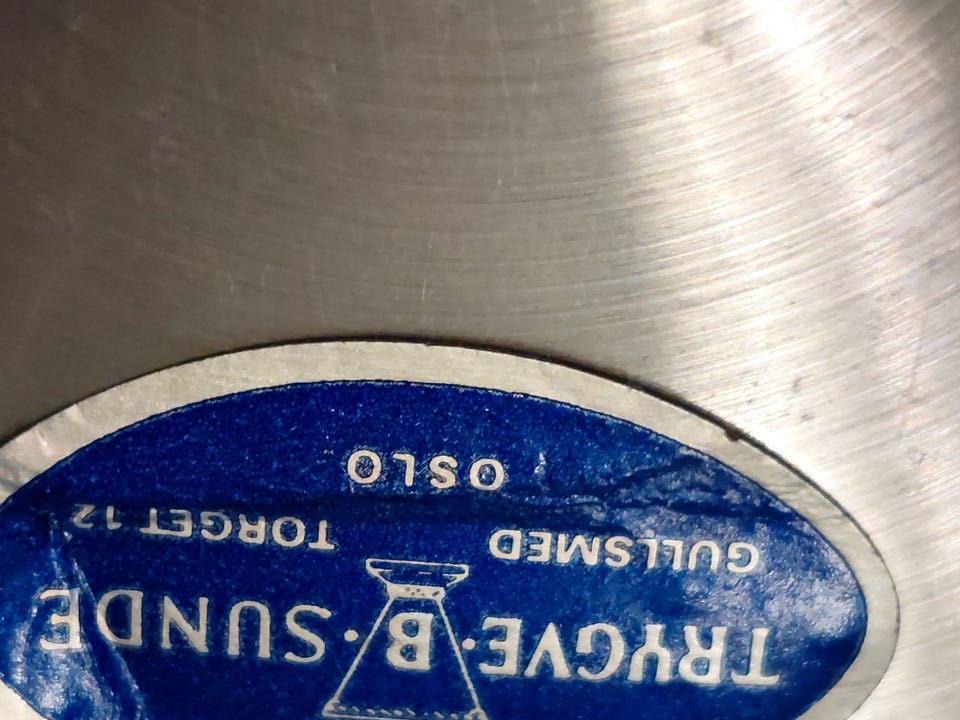 TRYGVE·B·SUNDE
GULLSMED TORGET 12
OSLO